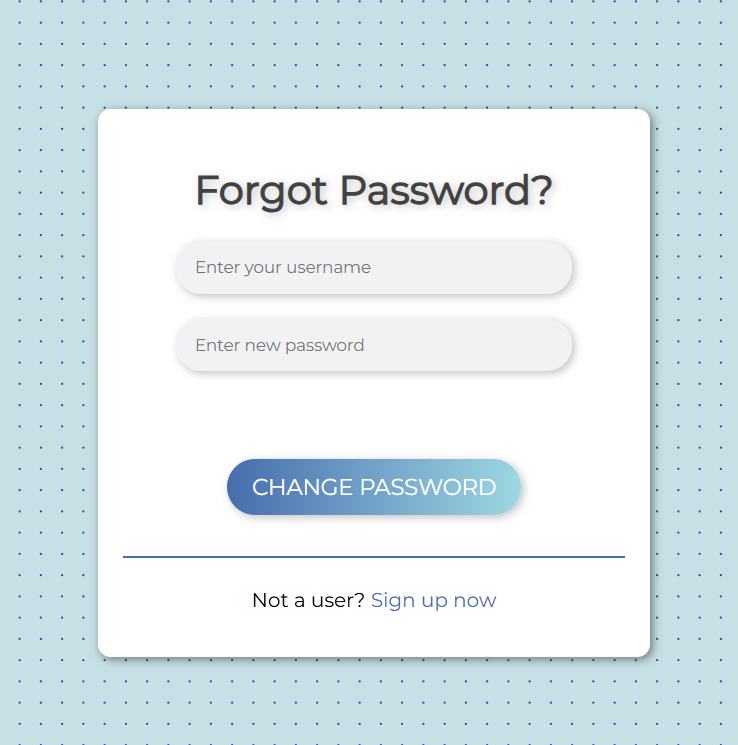 Forgot Password?
Enter your username
Enter new password
CHANGE PASSWORD
Not a user? Sign up now